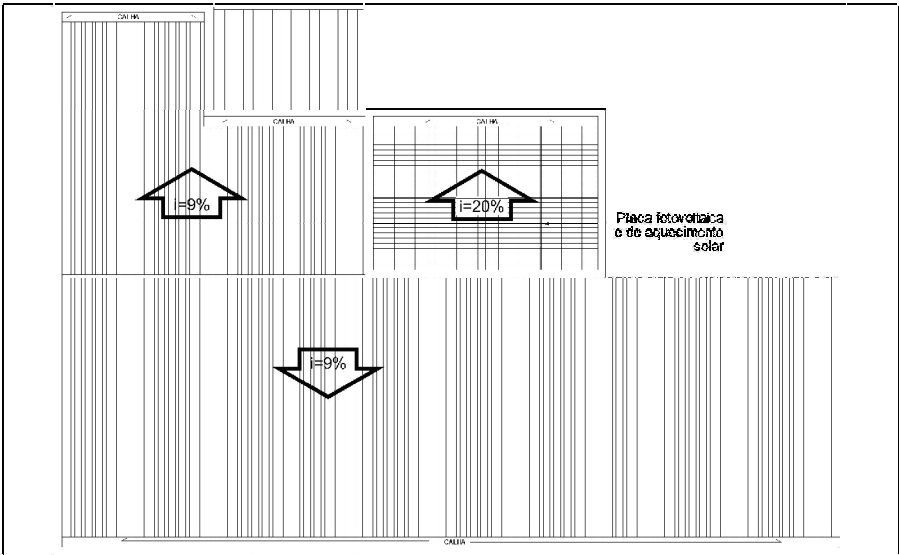 CALHA
CALHA
CALHA
i=9%
i=20%
Placa fotovoltaica
e de aquecimento
solar
i=9%
CALHA